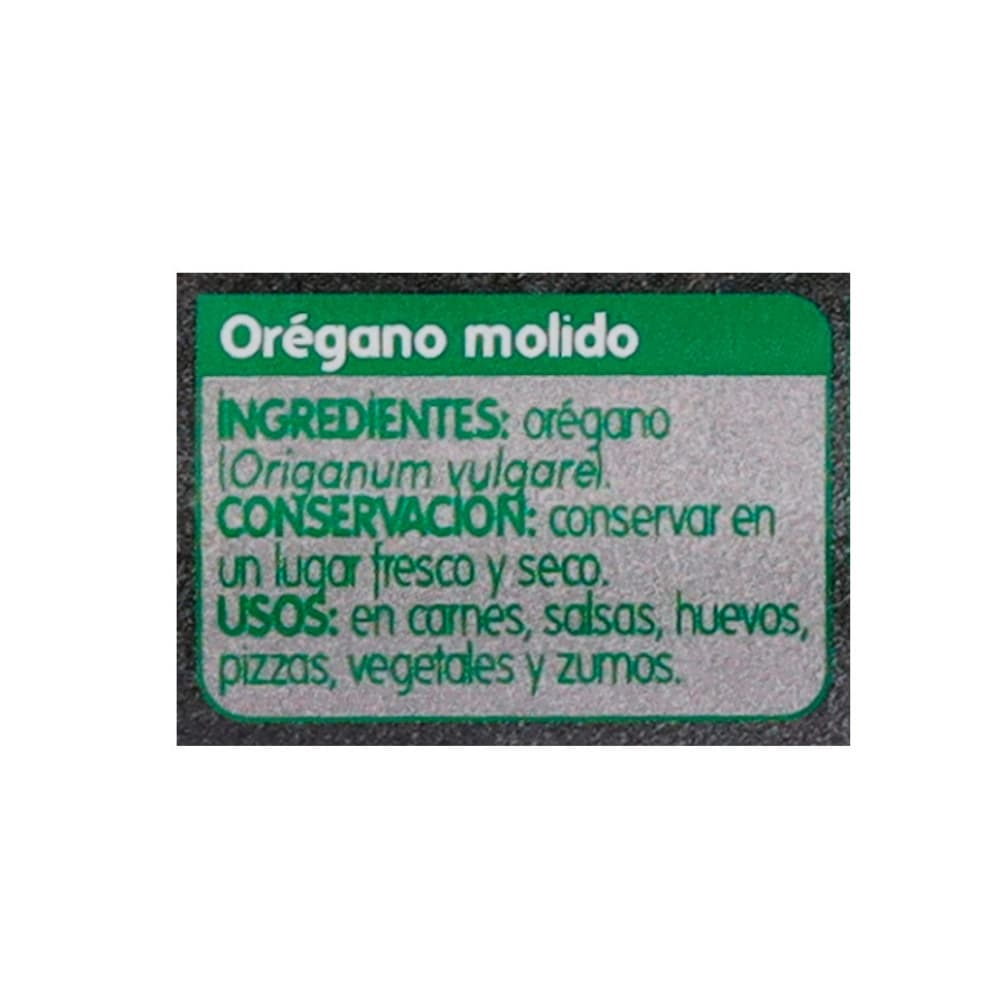 Orégano molido
INGREDIENTES: orégano
(Origanum vulgare).
CONSERVACIÓN: conservar en
un lugar fresco y seco.
USOS: en carnes, salsas, huevos,
pizzas, vegetales y zumos.